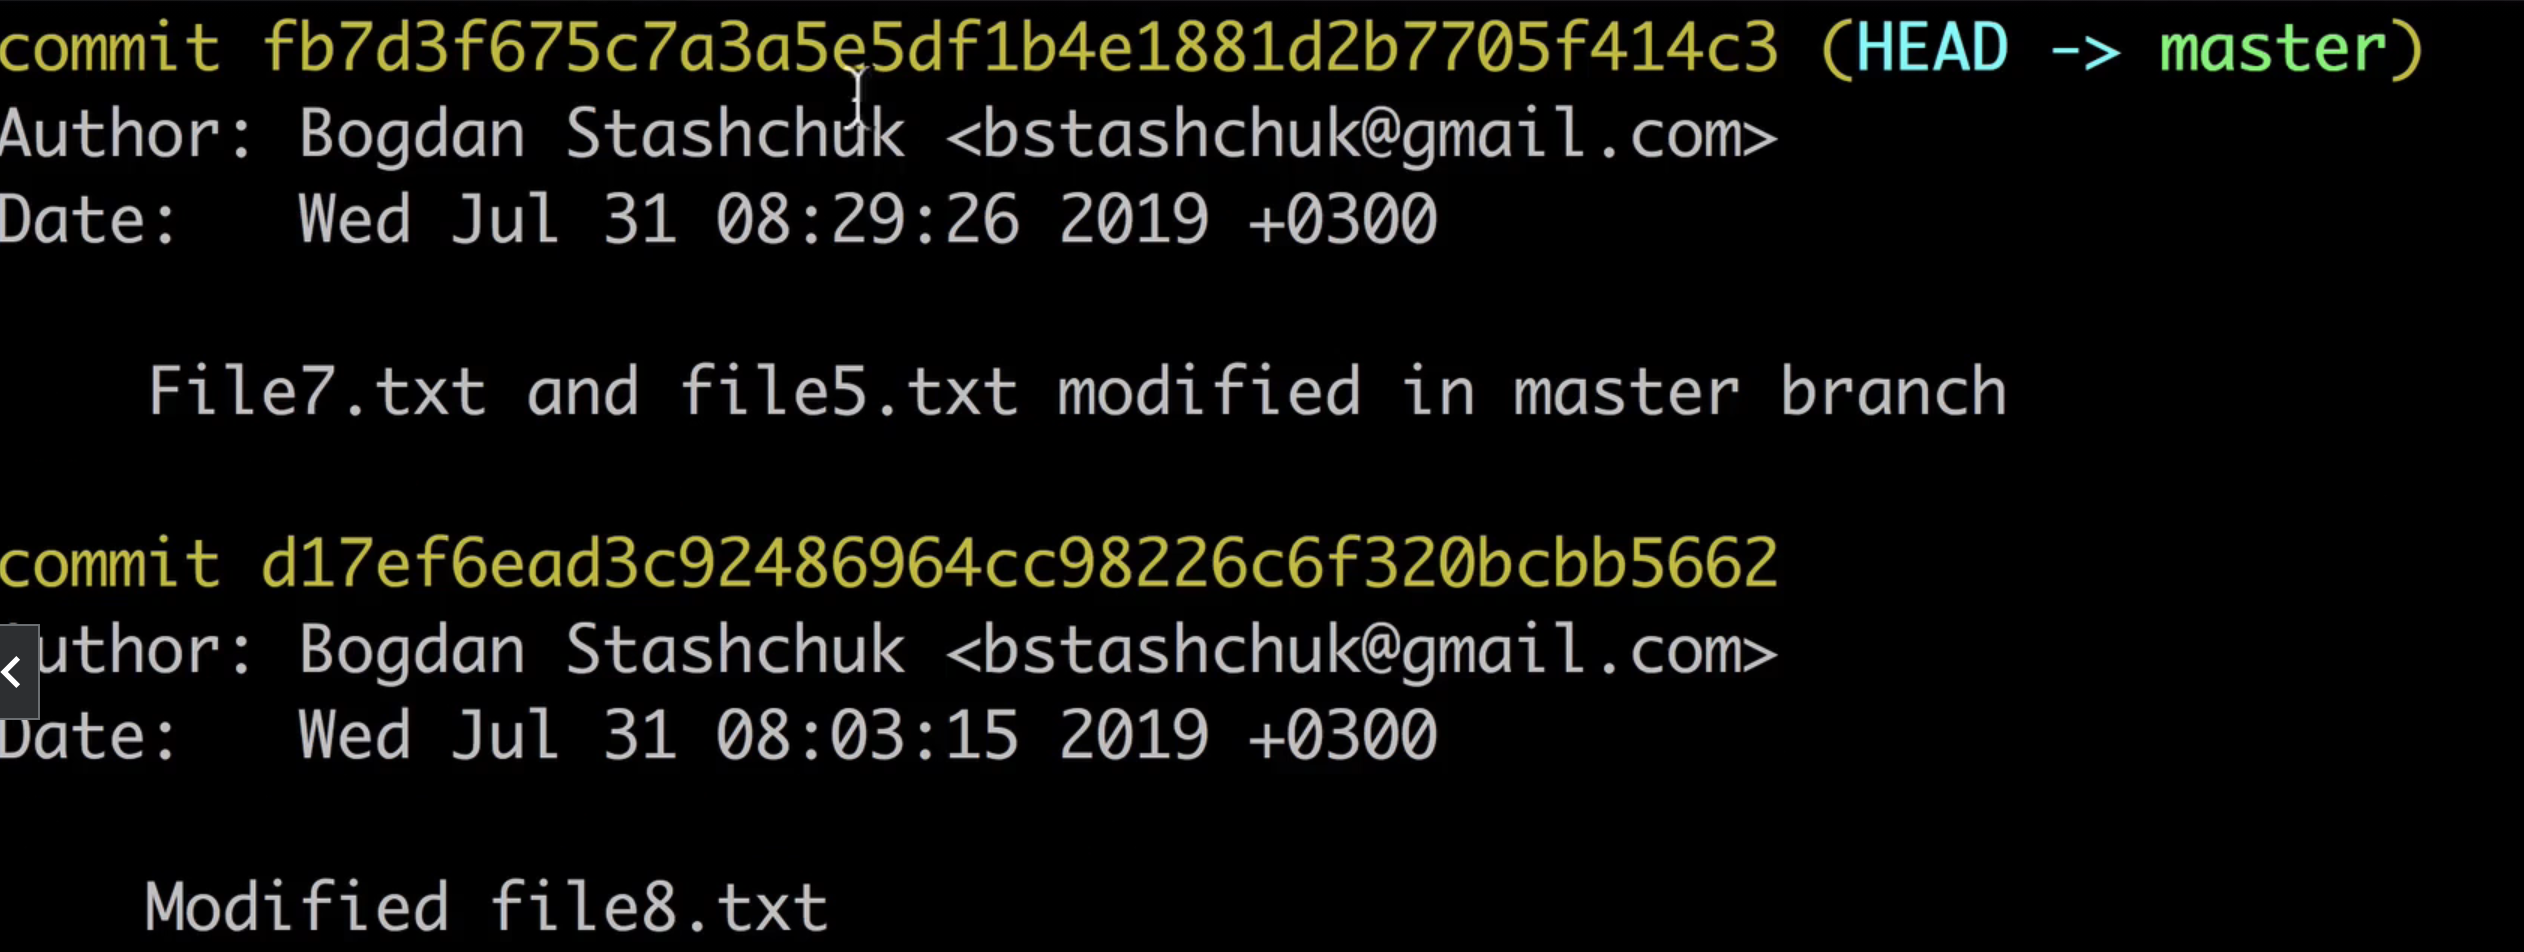 commit fb7d3f675c7a3a5e5df1b4e1881d2b7705f414c3 (HEAD -> master)
Author: Bogdan Stashchuk <bstashchuk@gmail.com>
Date:   Wed Jul 31 08:29:26 2019 +0300
File7.txt and file5.txt modified in master branch
commit d17ef6ead3c92486964cc98226c6f320bcbb5662
Author: Bogdan Stashchuk <bstashchuk@gmail.com>
Date:   Wed Jul 31 08:03:15 2019 +0300
Modified file8.txt